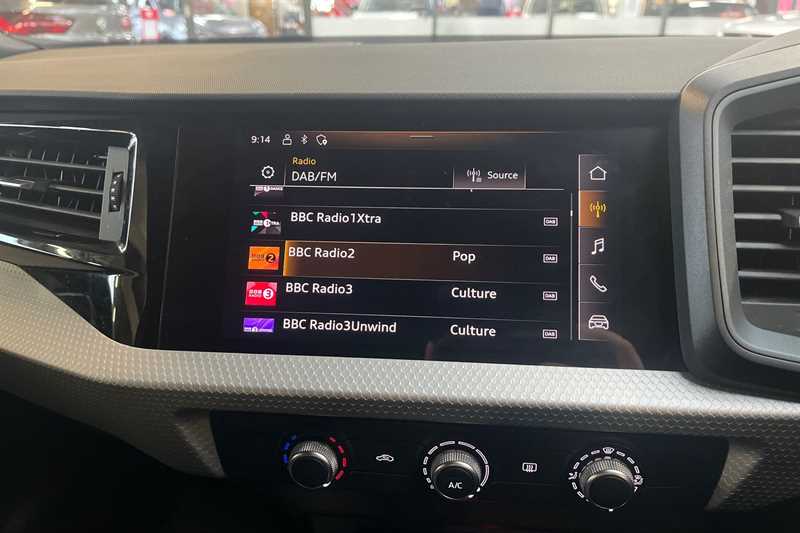 9:14
Radio
DAB/FM
Source
DANCE
BBC Radio1Xtra
DAB
BBC Radio2
Pop
DAB
BBC Radio3
Culture
DAB
BBC Radio3Unwind
Culture
DAB
A/C